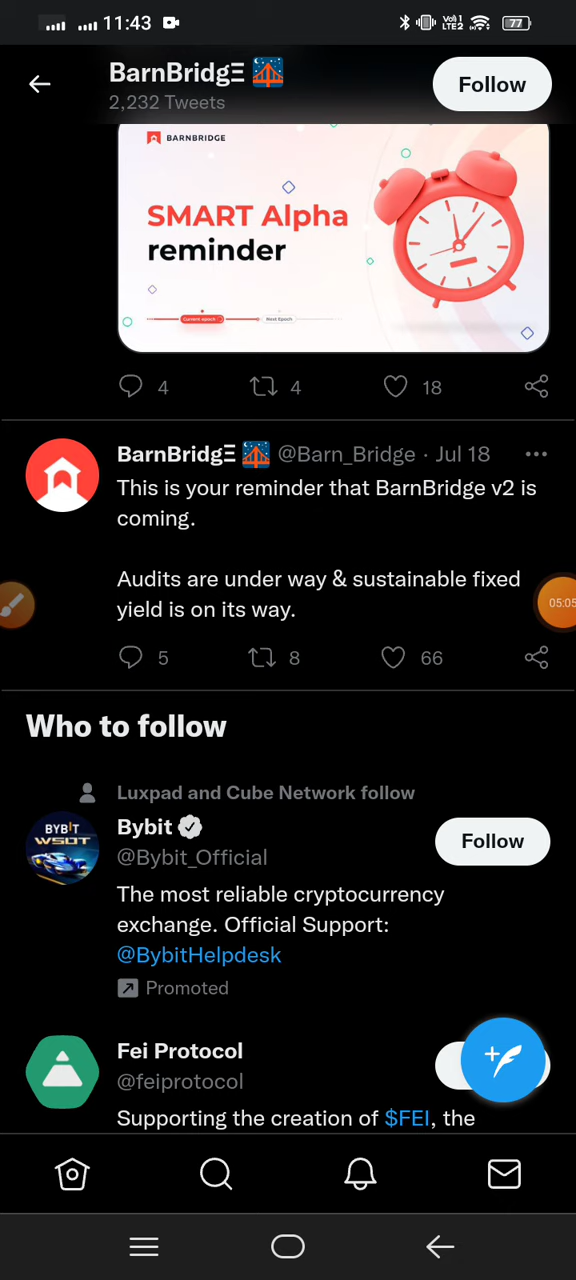 11:43
Vo1
LTE2
77
BarnBridgΞ
2,232 Tweets
Follow
BARNBRIDGE
SMART Alpha
reminder
Current epoch
Next Epoch
4
4
18
BarnBridgΞ @Barn_Bridge · Jul 18
This is your reminder that BarnBridge v2 is
coming.
Audits are under way & sustainable fixed
yield is on its way.
05:05
5
8
66
Who to follow
Luxpad and Cube Network follow
BYBIT
WSOT
Bybit
@Bybit_Official
Follow
The most reliable cryptocurrency
exchange. Official Support:
@BybitHelpdesk
Promoted
Fei Protocol
@feiprotocol
Supporting the creation of $FEI, the